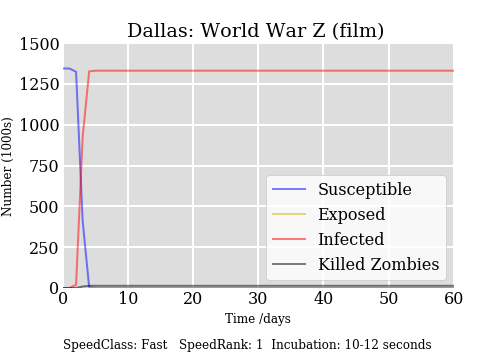 Dallas: World War Z (film)
1500
1250
1000
750
500
250
0
Number (1000s)
Susceptible
Exposed
Infected
Killed Zombies
0 10 20 30 40 50 60
Time /days
SpeedClass: Fast SpeedRank: 1 Incubation: 10-12 seconds